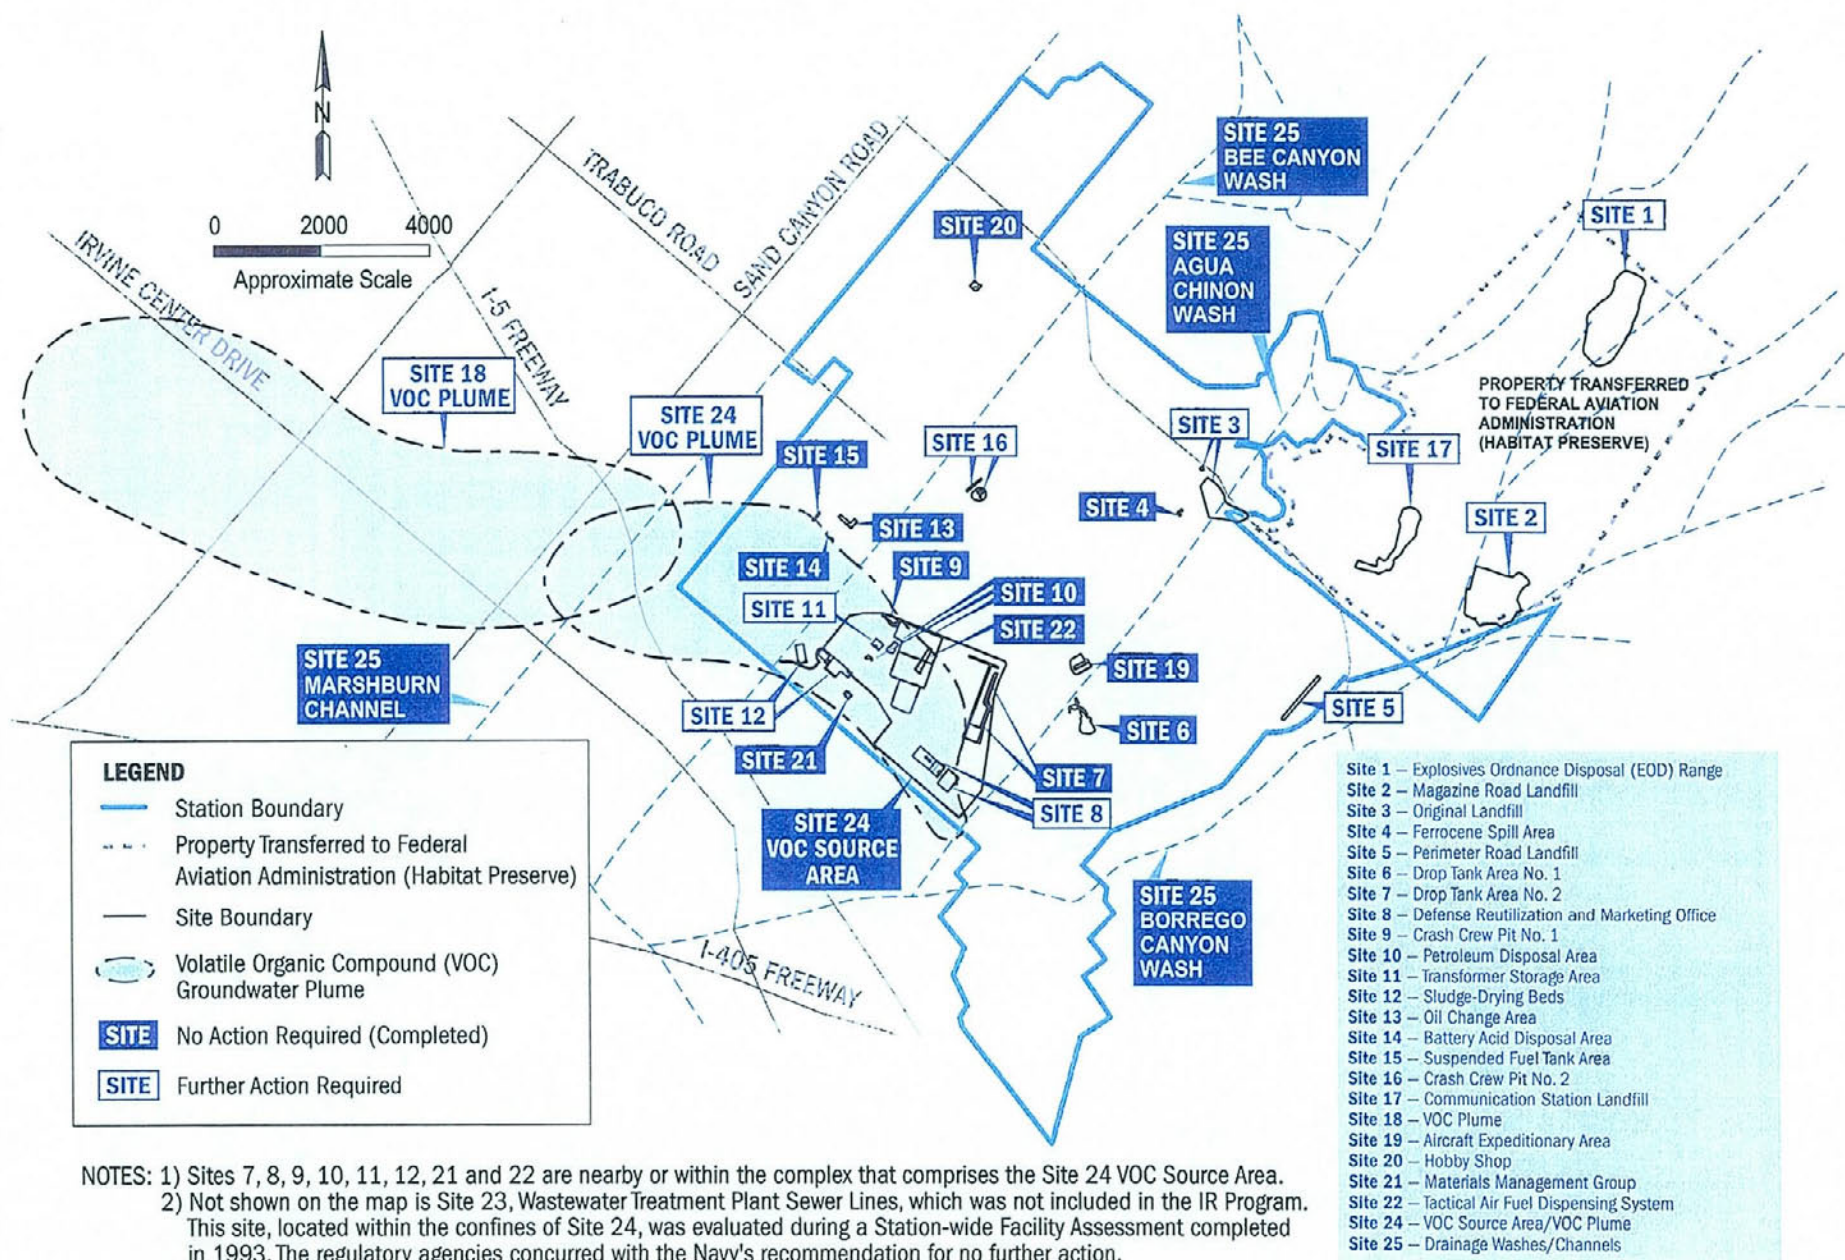 N
0 2000 4000
Approximate Scale
IRVINE CENTER DRIVE
I-5 FREEWAY
TRABUCO ROAD
SAND CANYON ROAD
SITE 25
BEE CANYON
WASH
SITE 1
SITE 20
SITE 25
AGUA
CHINON
WASH
SITE 18
VOC PLUME
SITE 24
VOC PLUME
PROPERTY TRANSFERRED
TO FEDERAL AVIATION
ADMINISTRATION
(HABITAT PRESERVE)
SITE 15
SITE 16
SITE 3
SITE 17
SITE 4
SITE 2
SITE 13
SITE 14
SITE 9
SITE 10
SITE 11
SITE 22
SITE 25
MARSHBURN
CHANNEL
SITE 19
SITE 12
SITE 5
SITE 6
SITE 21
SITE 7
SITE 8
SITE 24
VOC SOURCE
AREA
SITE 25
BORREGO
CANYON
WASH
I-405 FREEWAY
LEGEND
Station Boundary
Property Transferred to Federal
Aviation Administration (Habitat Preserve)
Site Boundary
Volatile Organic Compound (VOC)
Groundwater Plume
SITE No Action Required (Completed)
SITE Further Action Required
Site 1 – Explosives Ordnance Disposal (EOD) Range
Site 2 – Magazine Road Landfill
Site 3 – Original Landfill
Site 4 – Ferrocene Spill Area
Site 5 – Perimeter Road Landfill
Site 6 – Drop Tank Area No. 1
Site 7 – Drop Tank Area No. 2
Site 8 – Defense Reutilization and Marketing Office
Site 9 – Crash Crew Pit No. 1
Site 10 – Petroleum Disposal Area
Site 11 – Transformer Storage Area
Site 12 – Sludge-Drying Beds
Site 13 – Oil Change Area
Site 14 – Battery Acid Disposal Area
Site 15 – Suspended Fuel Tank Area
Site 16 – Crash Crew Pit No. 2
Site 17 – Communication Station Landfill
Site 18 – VOC Plume
Site 19 – Aircraft Expeditionary Area
Site 20 – Hobby Shop
Site 21 – Materials Management Group
Site 22 – Tactical Air Fuel Dispensing System
Site 24 – VOC Source Area/VOC Plume
Site 25 – Drainage Washes/Channels
NOTES: 1) Sites 7, 8, 9, 10, 11, 12, 21 and 22 are nearby or within the complex that comprises the Site 24 VOC Source Area.
2) Not shown on the map is Site 23, Wastewater Treatment Plant Sewer Lines, which was not included in the IR Program.
This site, located within the confines of Site 24, was evaluated during a Station-wide Facility Assessment completed
in 1993. The regulatory agencies concurred with the Navy's recommendation for no further action.